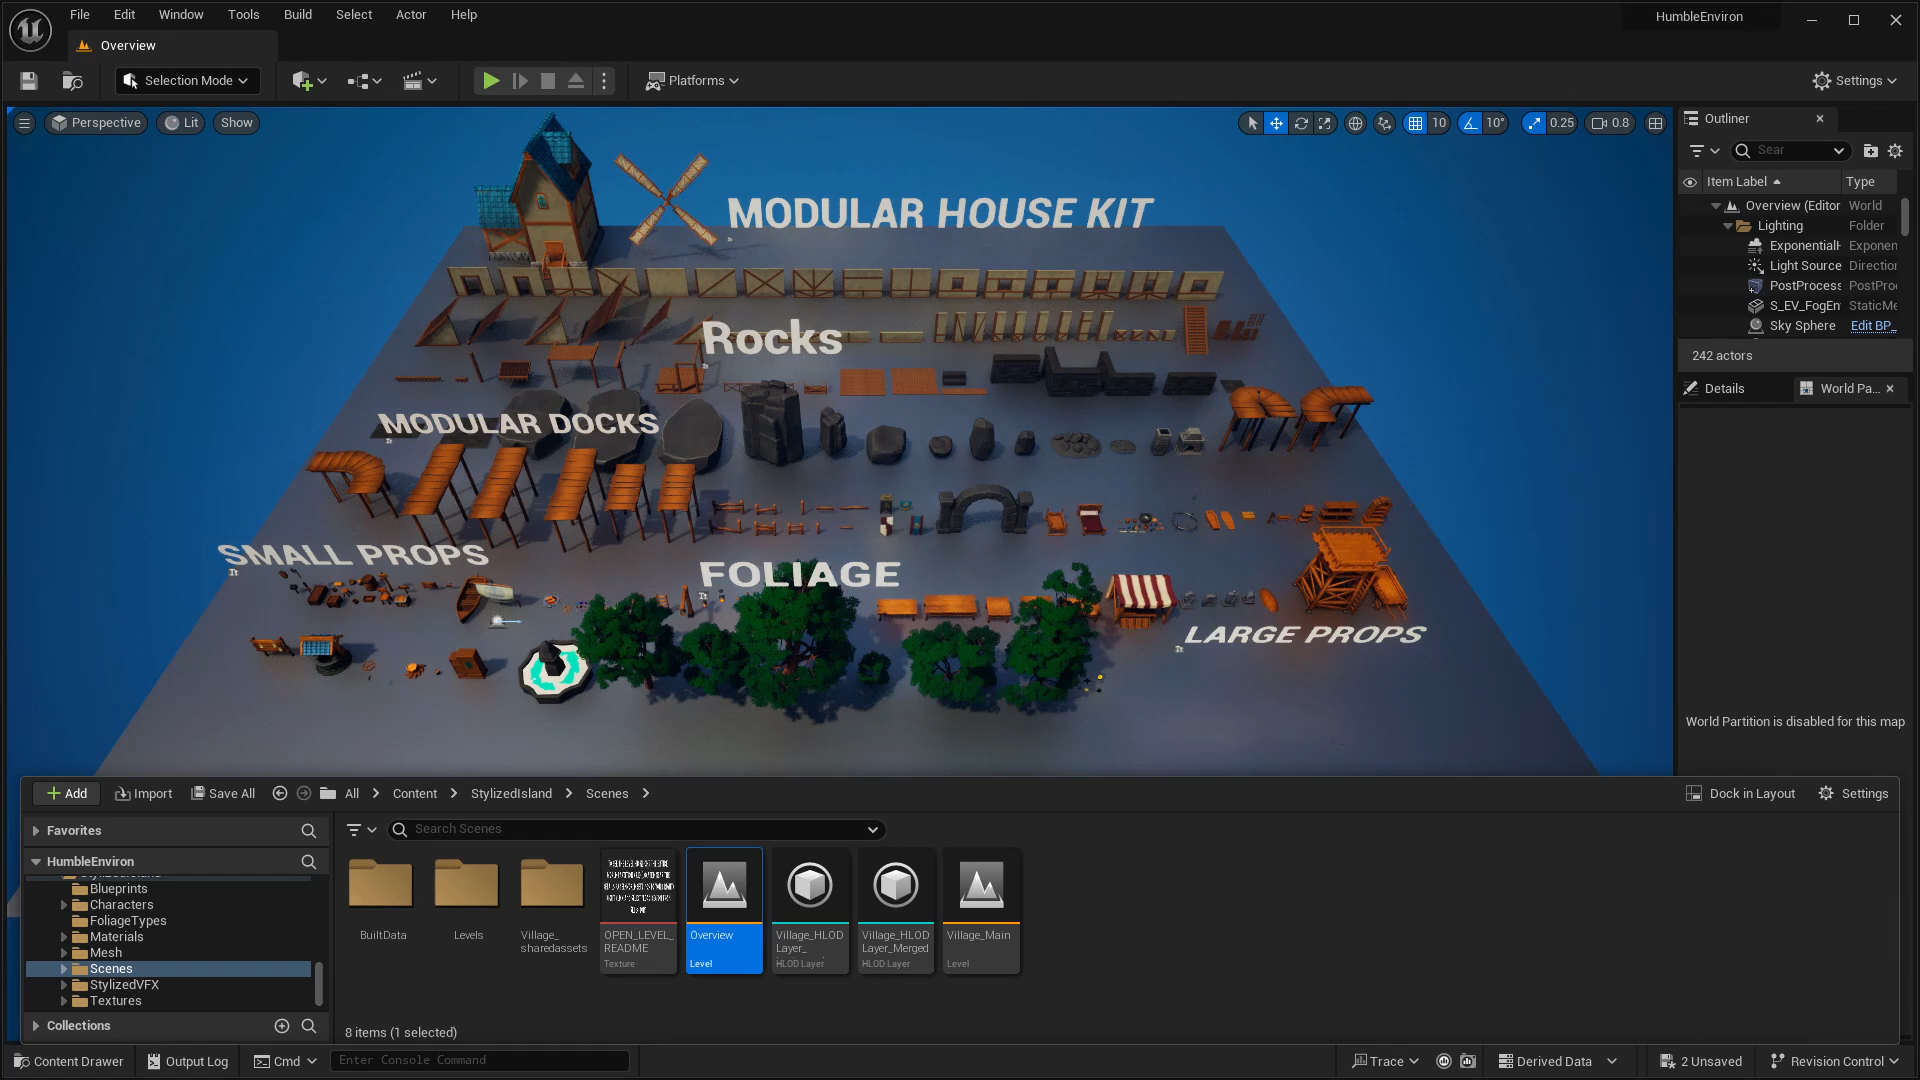 File Edit Window Tools Build Select Actor Help
HumbleEnviron
Overview
Selection Mode
Platforms
Settings
Perspective
Lit
Show
10
10°
0.25
0.8
MODULAR HOUSE KIT
Rocks
MODULAR DOCKS
SMALL PROPS
FOLIAGE
LARGE PROPS
Outliner
Sear
Item Label
Type
Overview (Editor
World
Lighting
Folder
ExponentialH
Exponen
Light Source
Direction
PostProcess
PostPro
S_EV_FogEn
StaticMe
Sky Sphere
Edit BP_
242 actors
Details
World Pa...
World Partition is disabled for this map
Add
Import
Save All
All
Content
StylizedIsland
Scenes
Dock in Layout
Settings
Favorites
HumbleEnviron
StylizedIsland
Blueprints
Characters
FoliageTypes
Materials
Mesh
Scenes
StylizedVFX
Textures
Collections
Search Scenes
BuiltData
Levels
Village_
sharedassets
OPEN_LEVEL_
README
Texture
Overview
Level
Village_HLOD
Layer_
HLOD Layer
Village_HLOD
Layer_Merged
HLOD Layer
Village_Main
Level
8 items (1 selected)
Content Drawer
Output Log
Cmd
Enter Console Command
Trace
Derived Data
2 Unsaved
Revision Control